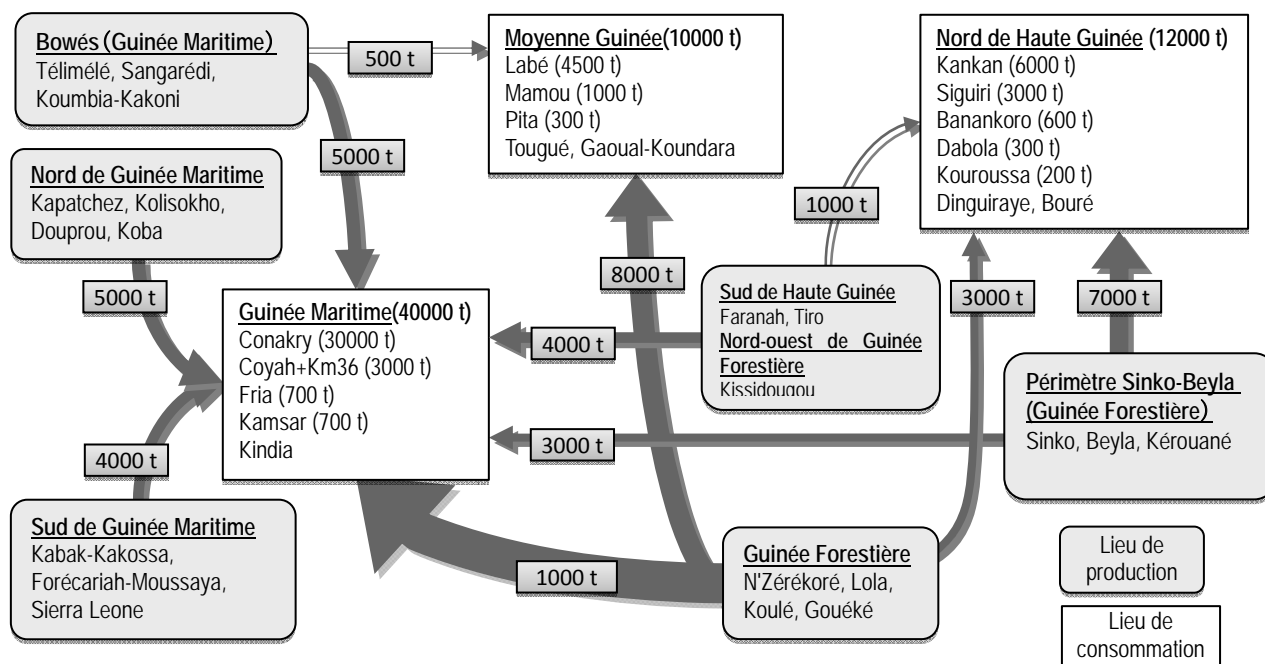 Bowés (Guinée Maritime)
Télimélé, Sangarédi,
Koumbia-Kakoni
500 t
Moyenne Guinée(10000 t)
Labé (4500 t)
Mamou (1000 t)
Pita (300 t)
Tougué, Gaoual-Koundara
Nord de Haute Guinée (12000 t)
Kankan (6000 t)
Siguiri (3000 t)
Banankoro (600 t)
Dabola (300 t)
Kouroussa (200 t)
Dinguiraye, Bouré
5000 t
Nord de Guinée Maritime
Kapatchez, Kolisokho,
Douprou, Koba
1000 t
5000 t
8000 t
3000 t
7000 t
Guinée Maritime(40000 t)
Conakry (30000 t)
Coyah+Km36 (3000 t)
Fria (700 t)
Kamsar (700 t)
Kindia
4000 t
Sud de Haute Guinée
Faranah, Tiro
Nord-ouest de Guinée
Forestière
Kissidougou
3000 t
Périmètre Sinko-Beyla
(Guinée Forestière)
Sinko, Beyla, Kérouané
4000 t
Sud de Guinée Maritime
Kabak-Kakossa,
Forécariah-Moussaya,
Sierra Leone
1000 t
Guinée Forestière
N'Zérékoré, Lola,
Koulé, Gouéké
Lieu de
production
Lieu de
consommation